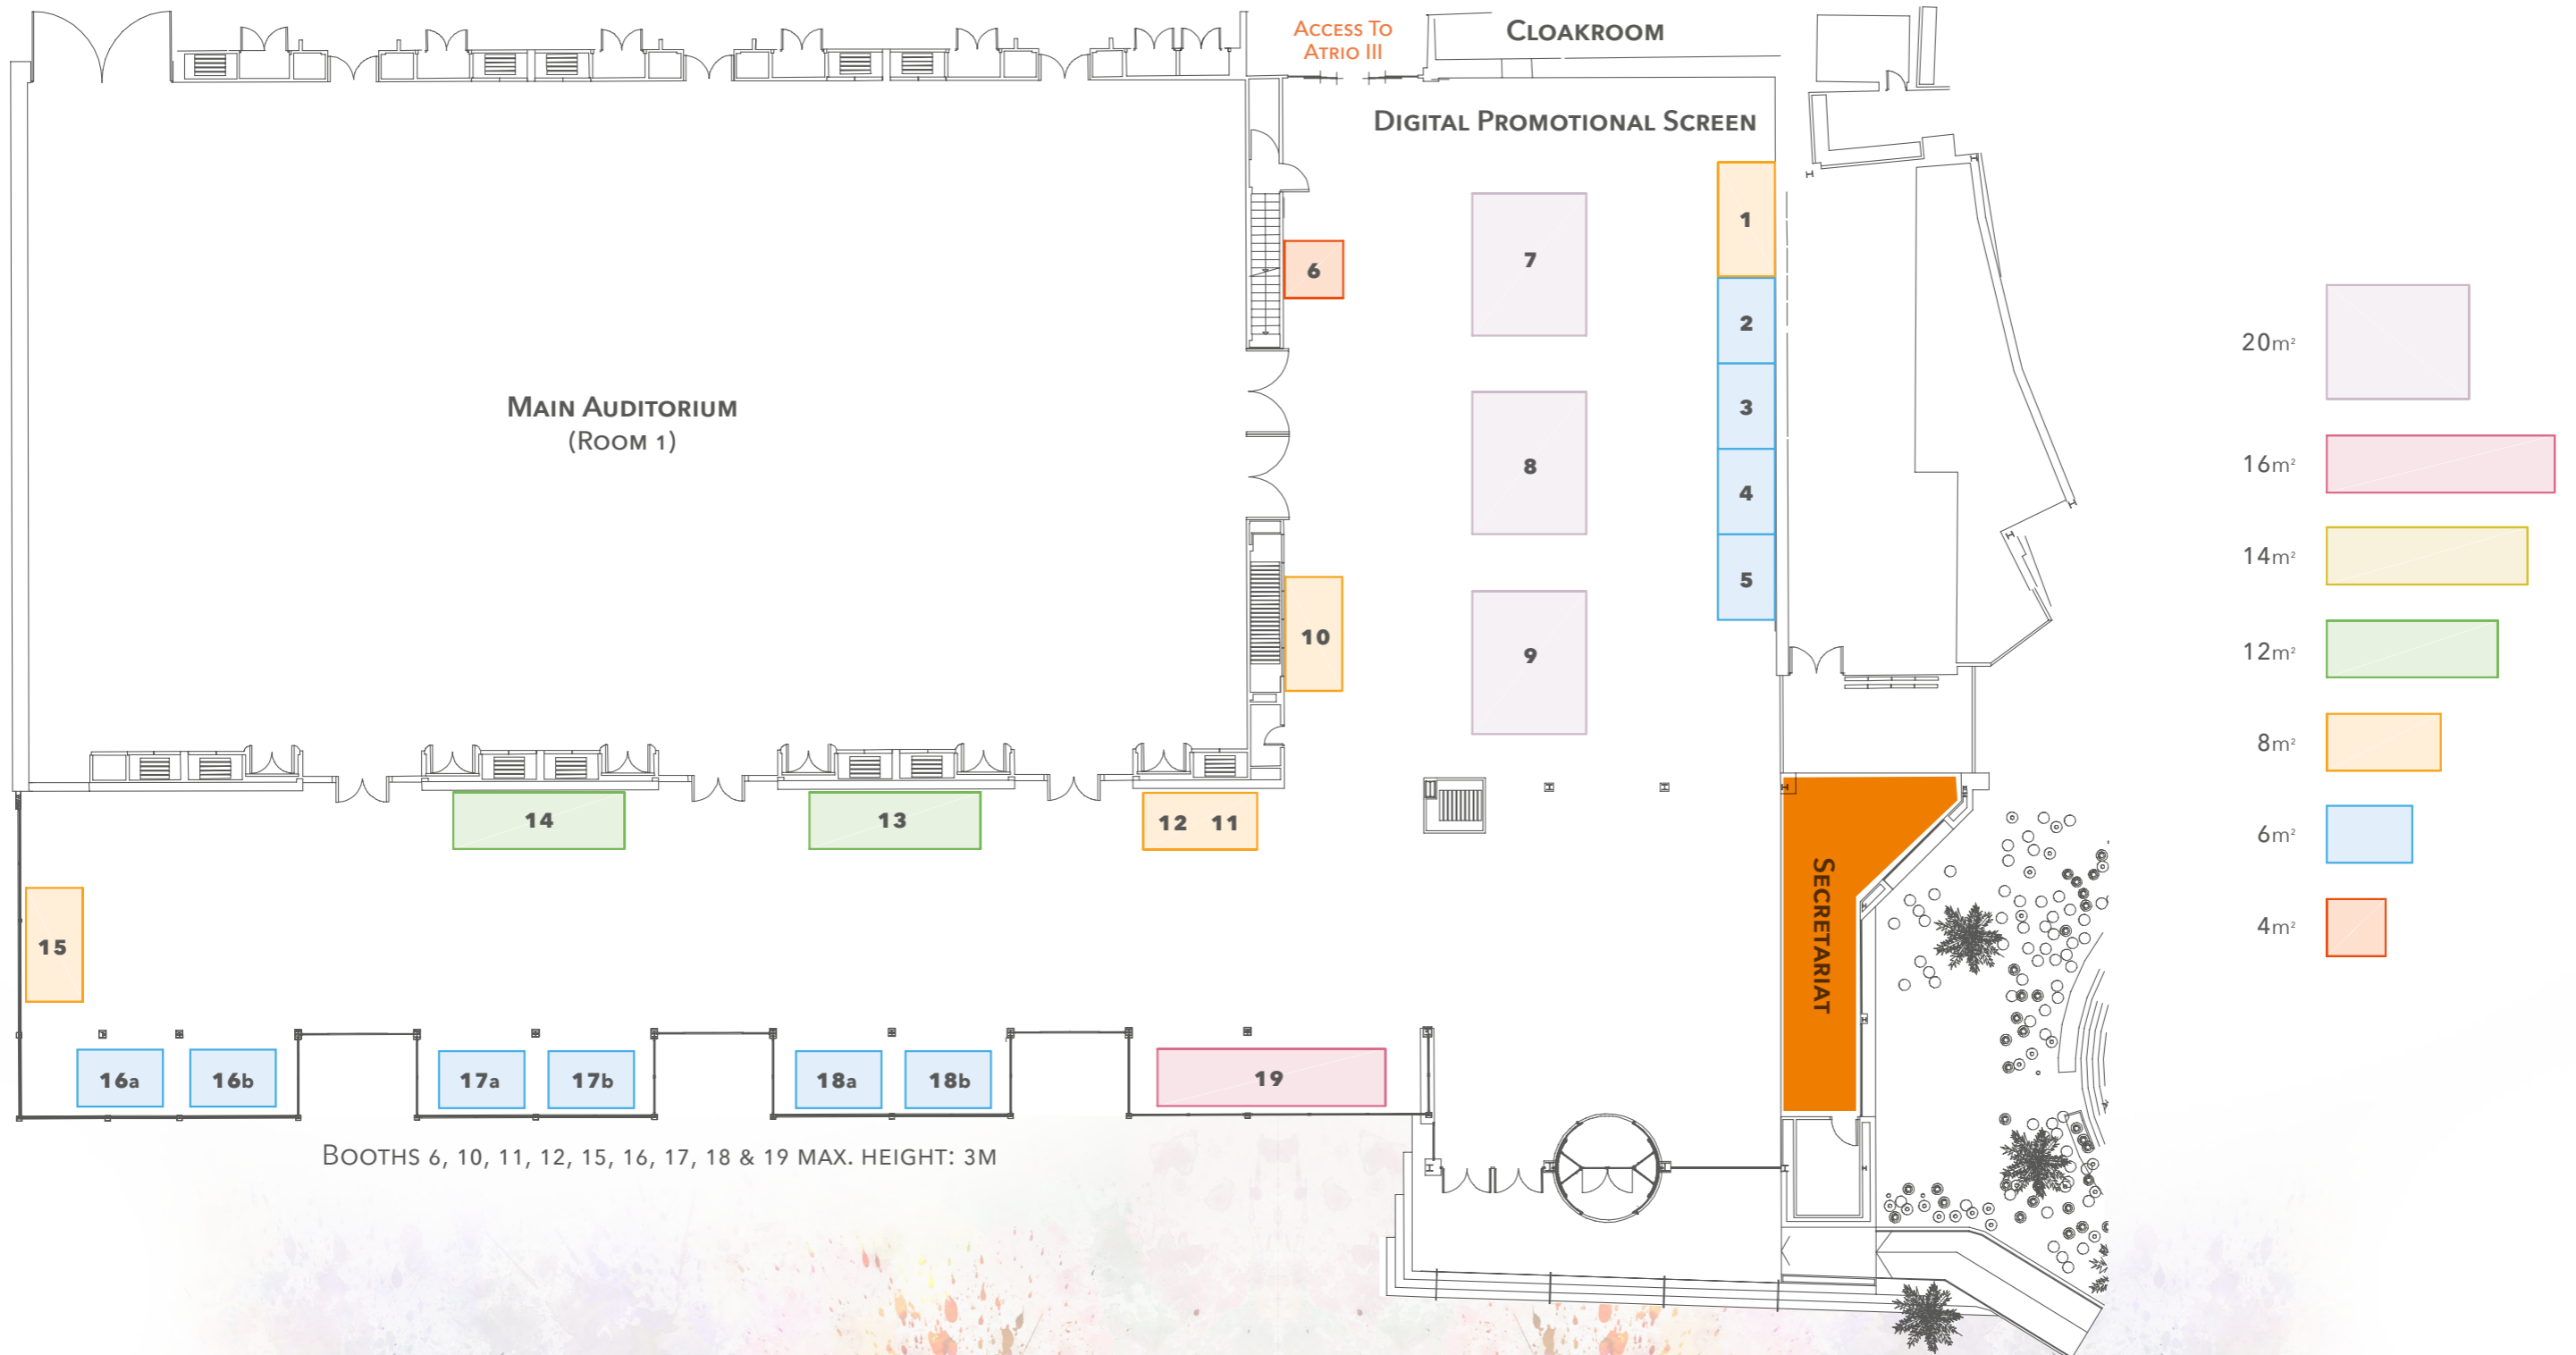 Access To
Atrio III
Cloakroom
Digital Promotional Screen
1
6
7
2
20m²
3
Main Auditorium
(Room 1)
8
16m²
4
14m²
5
10
9
12m²
8m²
14
13
12 11
6m²
Secretariat
15
4m²
16a 16b 17a 17b 18a 18b 19
Booths 6, 10, 11, 12, 15, 16, 17, 18 & 19 max. height: 3m